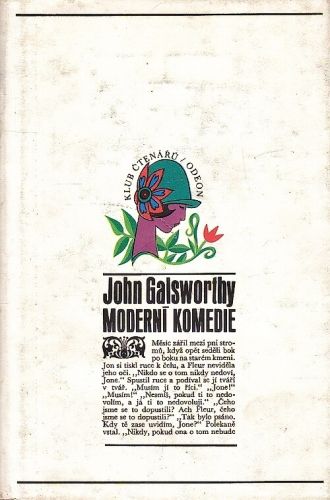 KLUB ČTENÁŘŮ / ODEON
John Galsworthy
MODERNÍ KOMEDIE
Měsíc zářil mezi pni stro-
mů, když opět seděli bok
po boku na starém kmeni.
Jon si tiskl ruce k čelu, a Fleur neviděla
jeho oči. „Nikdo se o tom nikdy nedoví,
Jone.“ Spustil ruce a podíval se jí tváří
v tvář. „Musím jí to říci.“ „Jone!“
„Musím!“ „Nesmíš, pokud ti to nedo-
volím, a já ti to nedovoluji.“ „Čeho
jsme se to dopustili? Ach Fleur, čeho
jsme se to dopustili?“ „Tak bylo psáno.
Kdy tě zase uvidím, Jone?“ Polekaně
vstal. „Nikdy, pokud ona o tom nebude